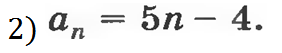 2) aₙ = 5n − 4.